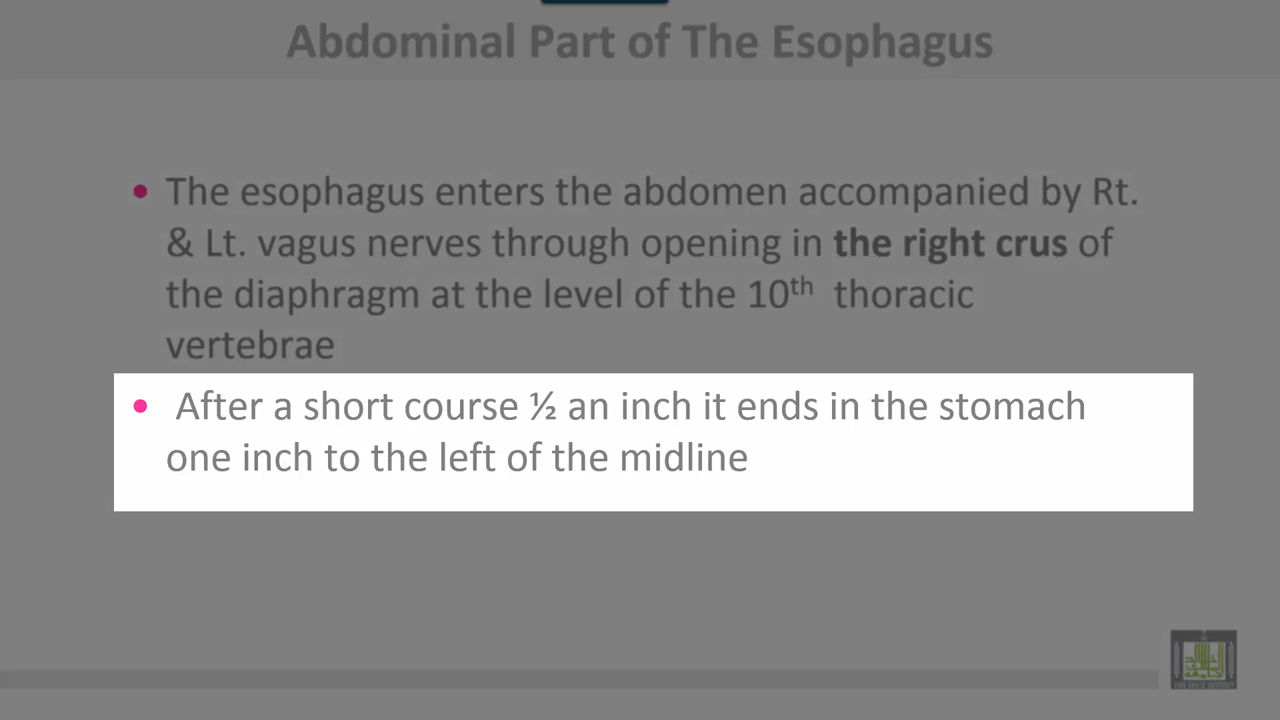 Abdominal Part of The Esophagus
• The esophagus enters the abdomen accompanied by Rt.
& Lt. vagus nerves through opening in the right crus of
the diaphragm at the level of the 10th thoracic
vertebrae
• After a short course ½ an inch it ends in the stomach
one inch to the left of the midline